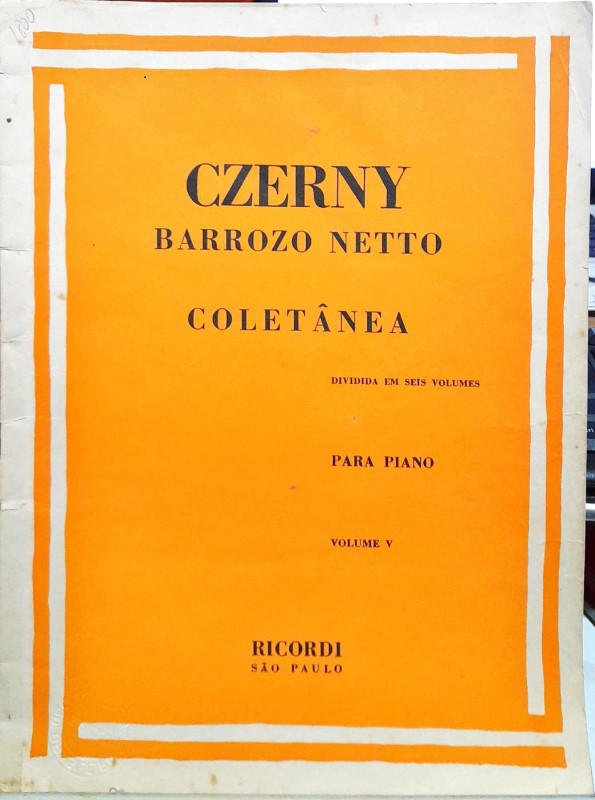 CZERNY
BARROZO NETTO
COLETÂNEA
DIVIDIDA EM SEIS VOLUMES
PARA PIANO
VOLUME V
RICORDI
SÃO PAULO